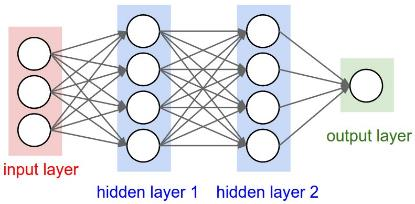 input layer
hidden layer 1
hidden layer 2
output layer